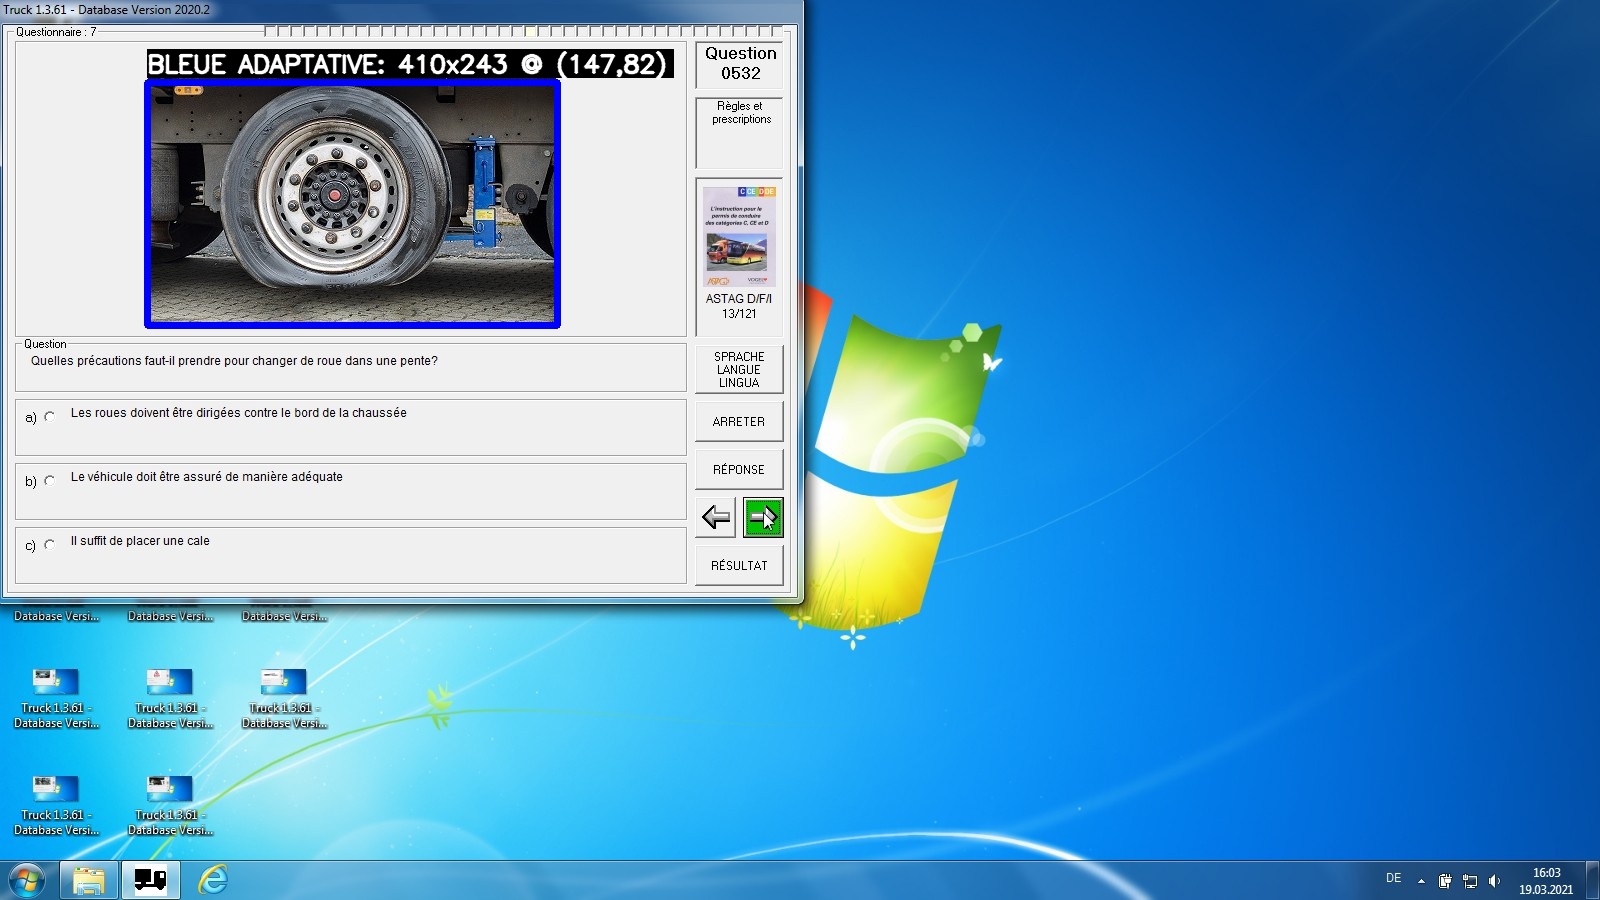 Truck 1.3.61 - Database Version 2020.2
Questionnaire : 7
BLEUE ADAPTATIVE: 410x243 @ (147,82)
Question
0532
Règles et
prescriptions
C CE D DE
L'instruction pour le
permis de conduire
des catégories C, CE et D
ASTAG D/F/I
13/121
Question
Quelles précautions faut-il prendre pour changer de roue dans une pente?
SPRACHE
LANGUE
LINGUA
a) Les roues doivent être dirigées contre le bord de la chaussée
ARRETER
b) Le véhicule doit être assuré de manière adéquate
RÉPONSE
c) Il suffit de placer une cale
RÉSULTAT
Database Versi...
Database Versi...
Database Versi...
Truck 1.3.61 -
Database Versi...
Truck 1.3.61 -
Database Versi...
Truck 1.3.61 -
Database Versi...
Truck 1.3.61 -
Database Versi...
Truck 1.3.61 -
Database Versi...
DE
16:03
19.03.2021